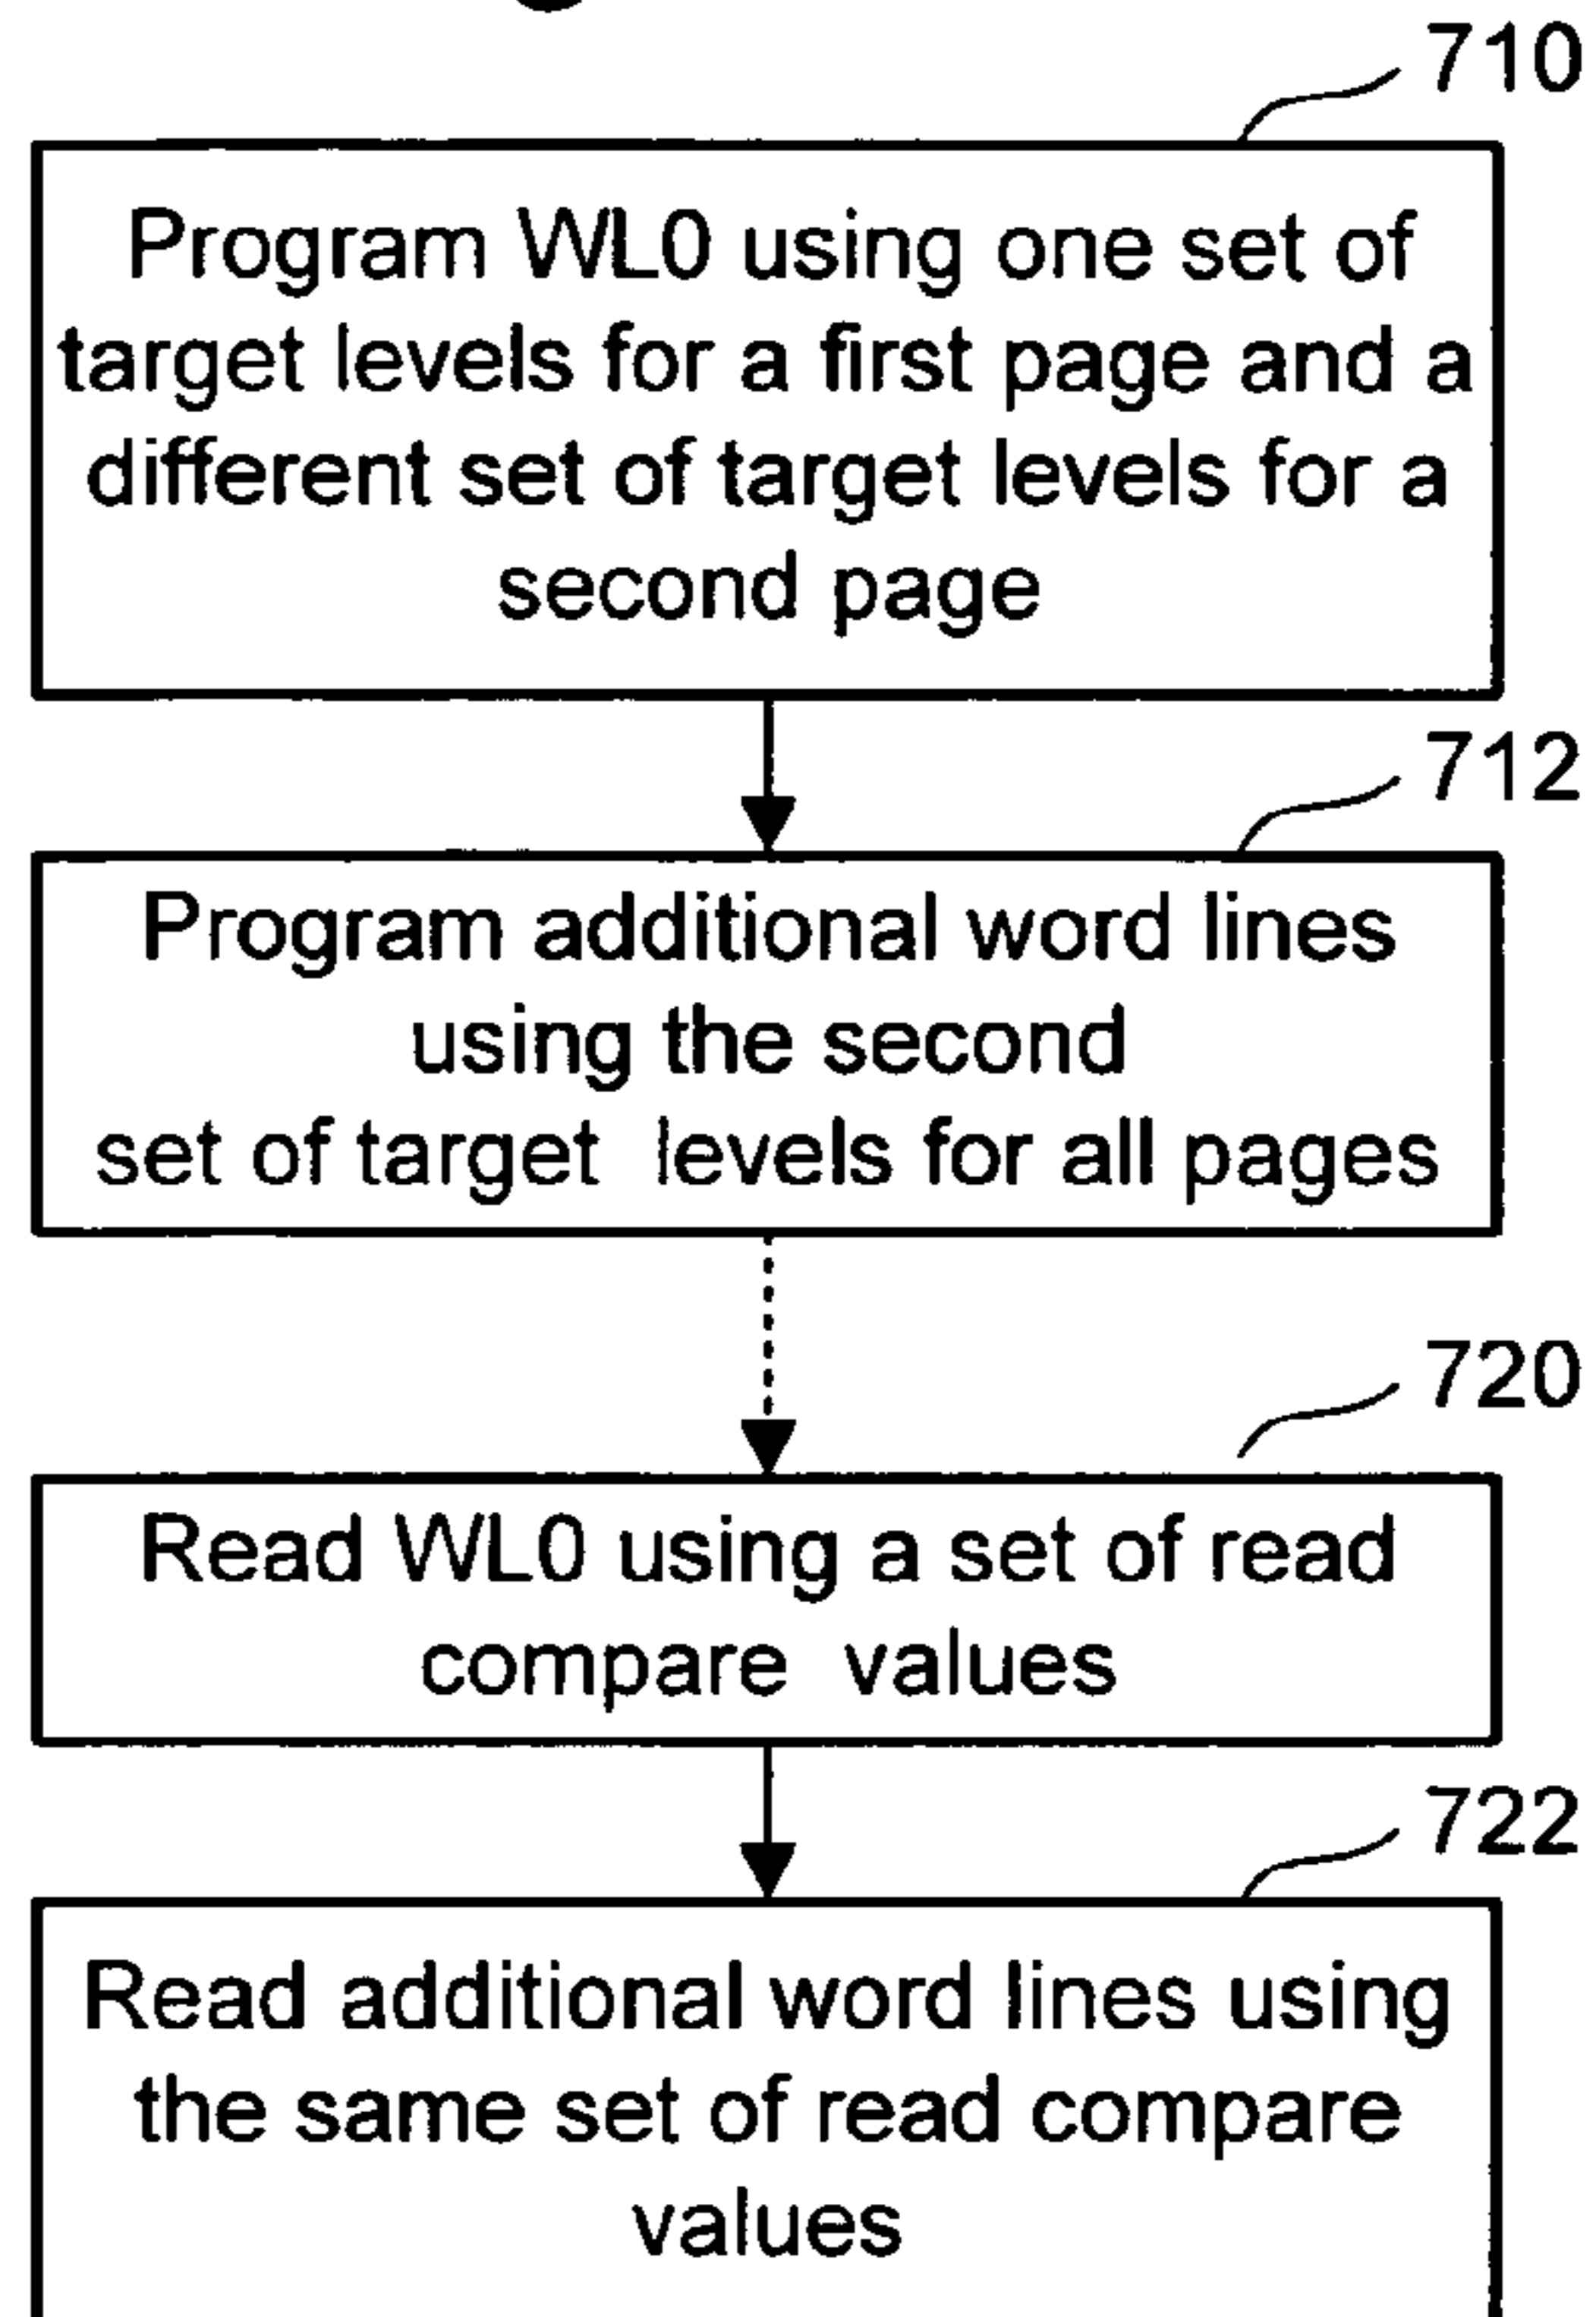 710
Program WL0 using one set of
target levels for a first page and a
different set of target levels for a
second page
712
Program additional word lines
using the second
set of target levels for all pages
720
Read WL0 using a set of read
compare values
722
Read additional word lines using
the same set of read compare
values